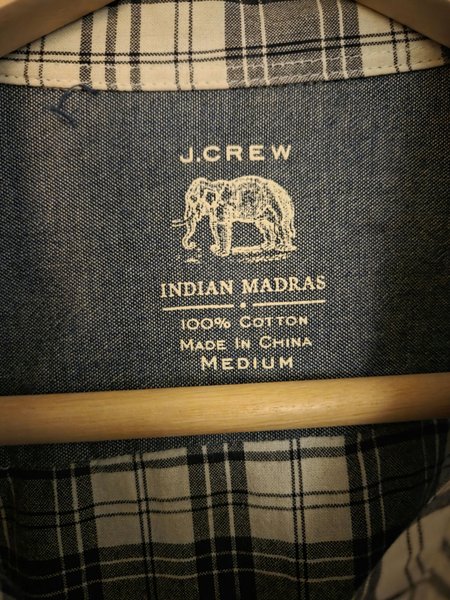 J.CREW
INDIAN MADRAS
100% COTTON
MADE IN CHINA
MEDIUM